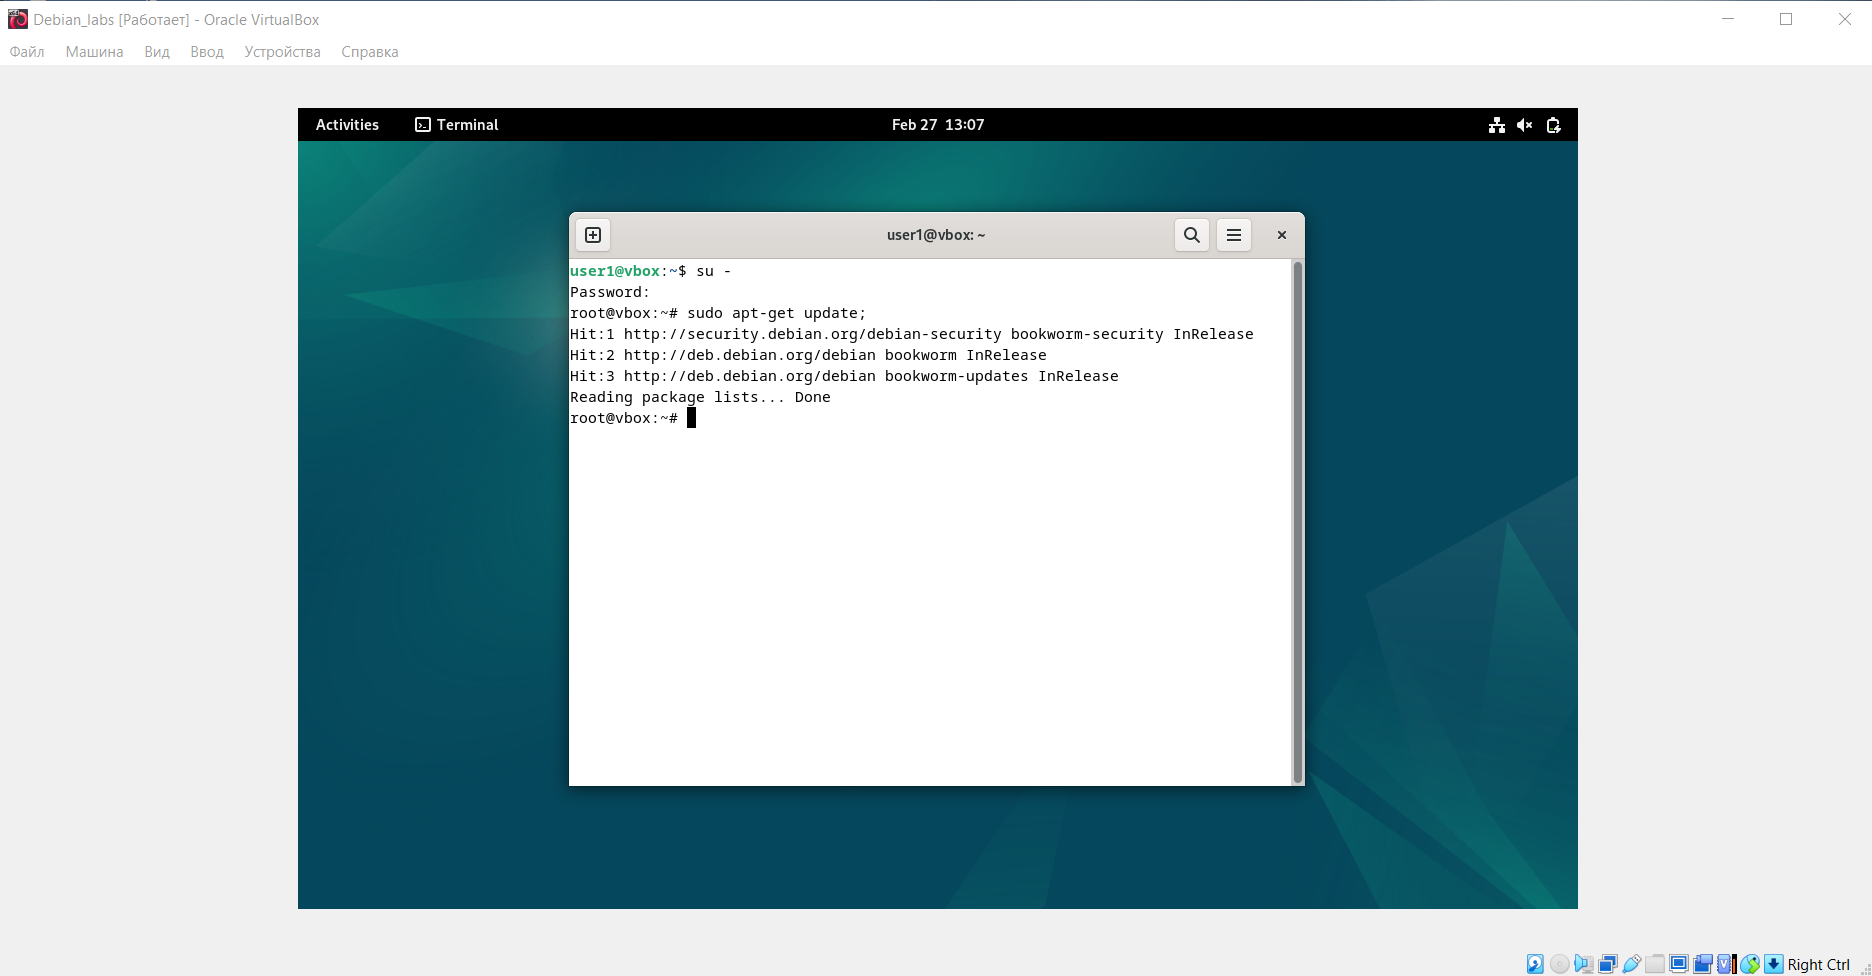 Debian_labs [Работает] - Oracle VirtualBox
Файл Машина Вид Ввод Устройства Справка
Activities Terminal Feb 27 13:07
user1@vbox: ~
user1@vbox:~$ su -
Password:
root@vbox:~# sudo apt-get update;
Hit:1 http://security.debian.org/debian-security bookworm-security InRelease
Hit:2 http://deb.debian.org/debian bookworm InRelease
Hit:3 http://deb.debian.org/debian bookworm-updates InRelease
Reading package lists... Done
root@vbox:~#
Right Ctrl